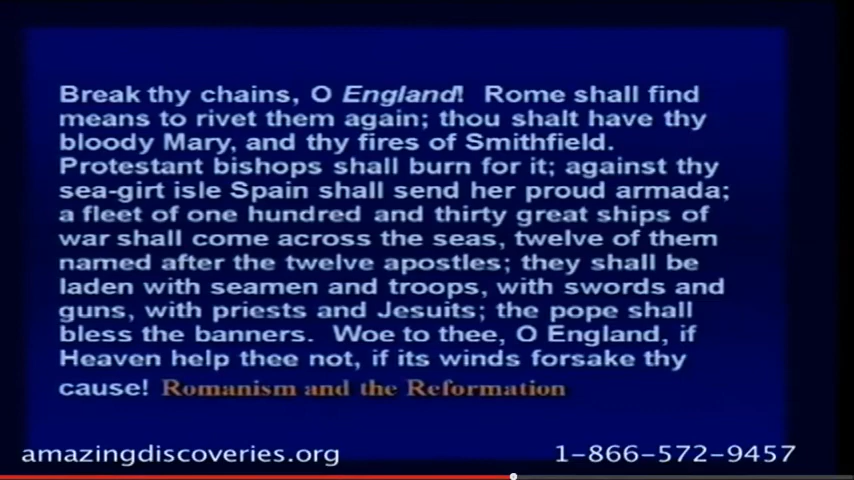 Break thy chains, O England! Rome shall find
means to rivet them again; thou shalt have thy
bloody Mary, and thy fires of Smithfield.
Protestant bishops shall burn for it; against thy
sea-girt isle Spain shall send her proud armada;
a fleet of one hundred and thirty great ships of
war shall come across the seas, twelve of them
named after the twelve apostles; they shall be
laden with seamen and troops, with swords and
guns, with priests and Jesuits; the pope shall
bless the banners. Woe to thee, O England, if
Heaven help thee not, if its winds forsake thy
cause! Romanism and the Reformation
amazingdiscoveries.org 1-866-572-9457